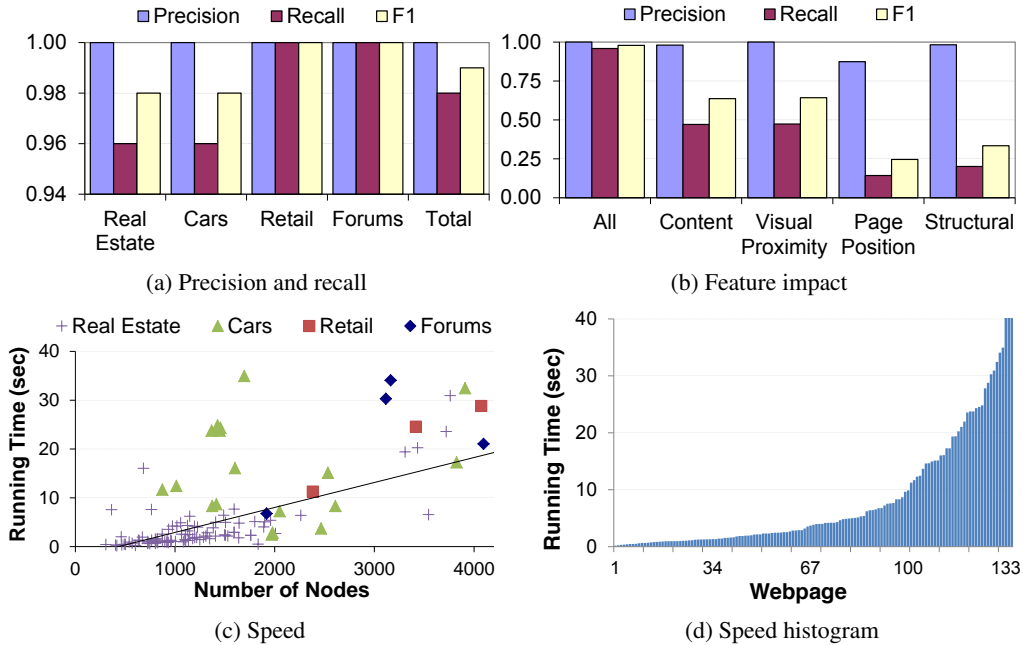 Precision Recall F1
1.00
0.98
0.96
0.94
Real Estate Cars Retail Forums Total
(a) Precision and recall
Precision Recall F1
1.00
0.75
0.50
0.25
0.00
All Content Visual Proximity Page Position Structural
(b) Feature impact
Real Estate Cars Retail Forums
Running Time (sec)
40
30
20
10
0
0 1000 2000 3000 4000
Number of Nodes
(c) Speed
Running Time (sec)
40
30
20
10
0
1 34 67 100 133
Webpage
(d) Speed histogram